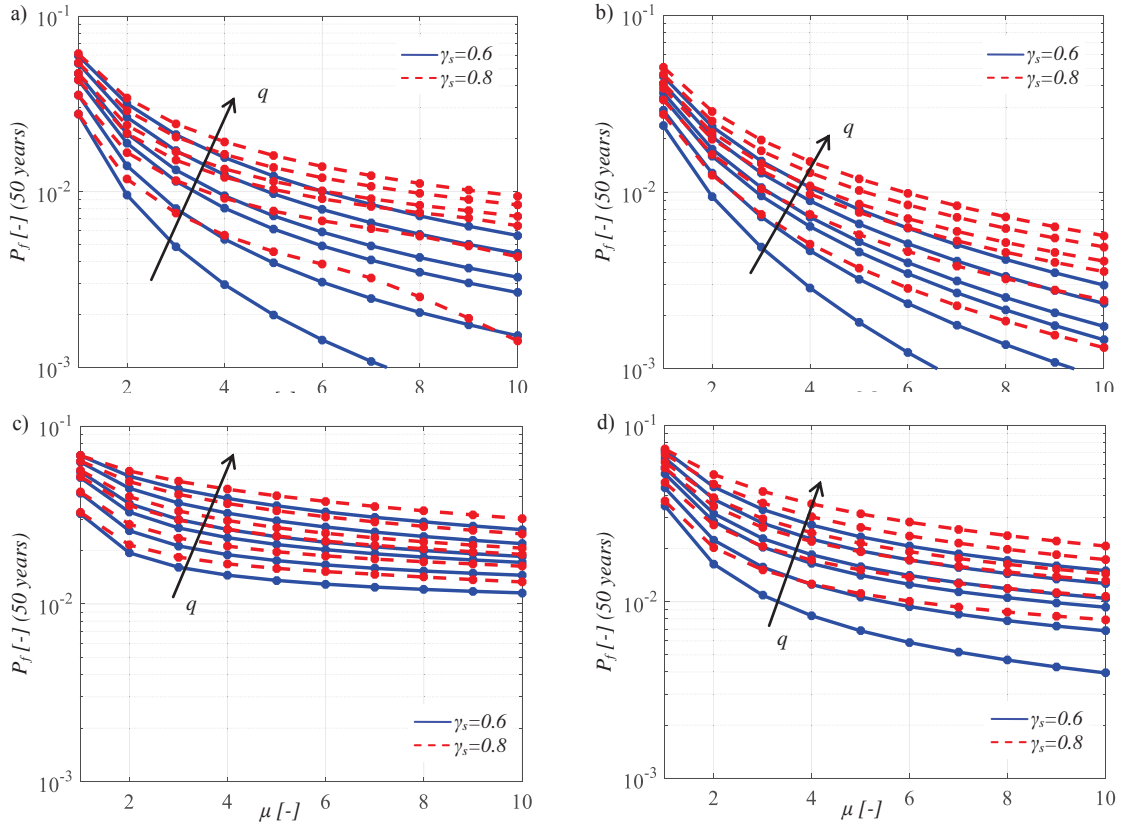 a)
10^-1
10^-2
10^-3
P_f [-] (50 years)
γ_s=0.6
γ_s=0.8
q
2 4 6 8 10
b)
10^-1
10^-2
10^-3
P_f [-] (50 years)
γ_s=0.6
γ_s=0.8
q
2 4 6 8 10
c)
10^-1
10^-2
10^-3
P_f [-] (50 years)
q
γ_s=0.6
γ_s=0.8
2 4 6 8 10
μ [-]
d)
10^-1
10^-2
10^-3
P_f [-] (50 years)
q
γ_s=0.6
γ_s=0.8
2 4 6 8 10
μ [-]